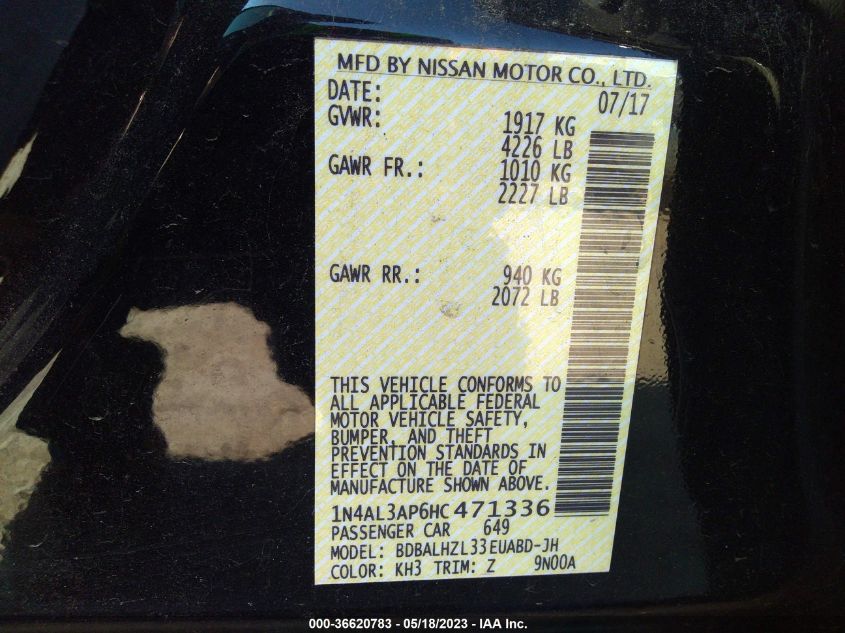 MFD BY NISSAN MOTOR CO., LTD.
DATE: 07/17
GVWR: 1917 KG
4226 LB
GAWR FR.: 1010 KG
2227 LB
GAWR RR.: 940 KG
2072 LB
THIS VEHICLE CONFORMS TO
ALL APPLICABLE FEDERAL
MOTOR VEHICLE SAFETY,
BUMPER, AND THEFT
PREVENTION STANDARDS IN
EFFECT ON THE DATE OF
MANUFACTURE SHOWN ABOVE.
1N4AL3AP6HC471336
PASSENGER CAR 649
MODEL: BDBALHZL33EUABD-JH
COLOR: KH3 TRIM: Z 9N00A
000-36620783 - 05/18/2023 - IAA Inc.